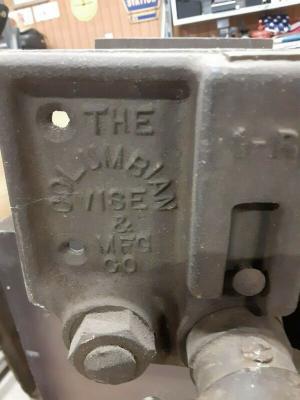 THE
COLUMBIAN
VISE
&
MFG
CO